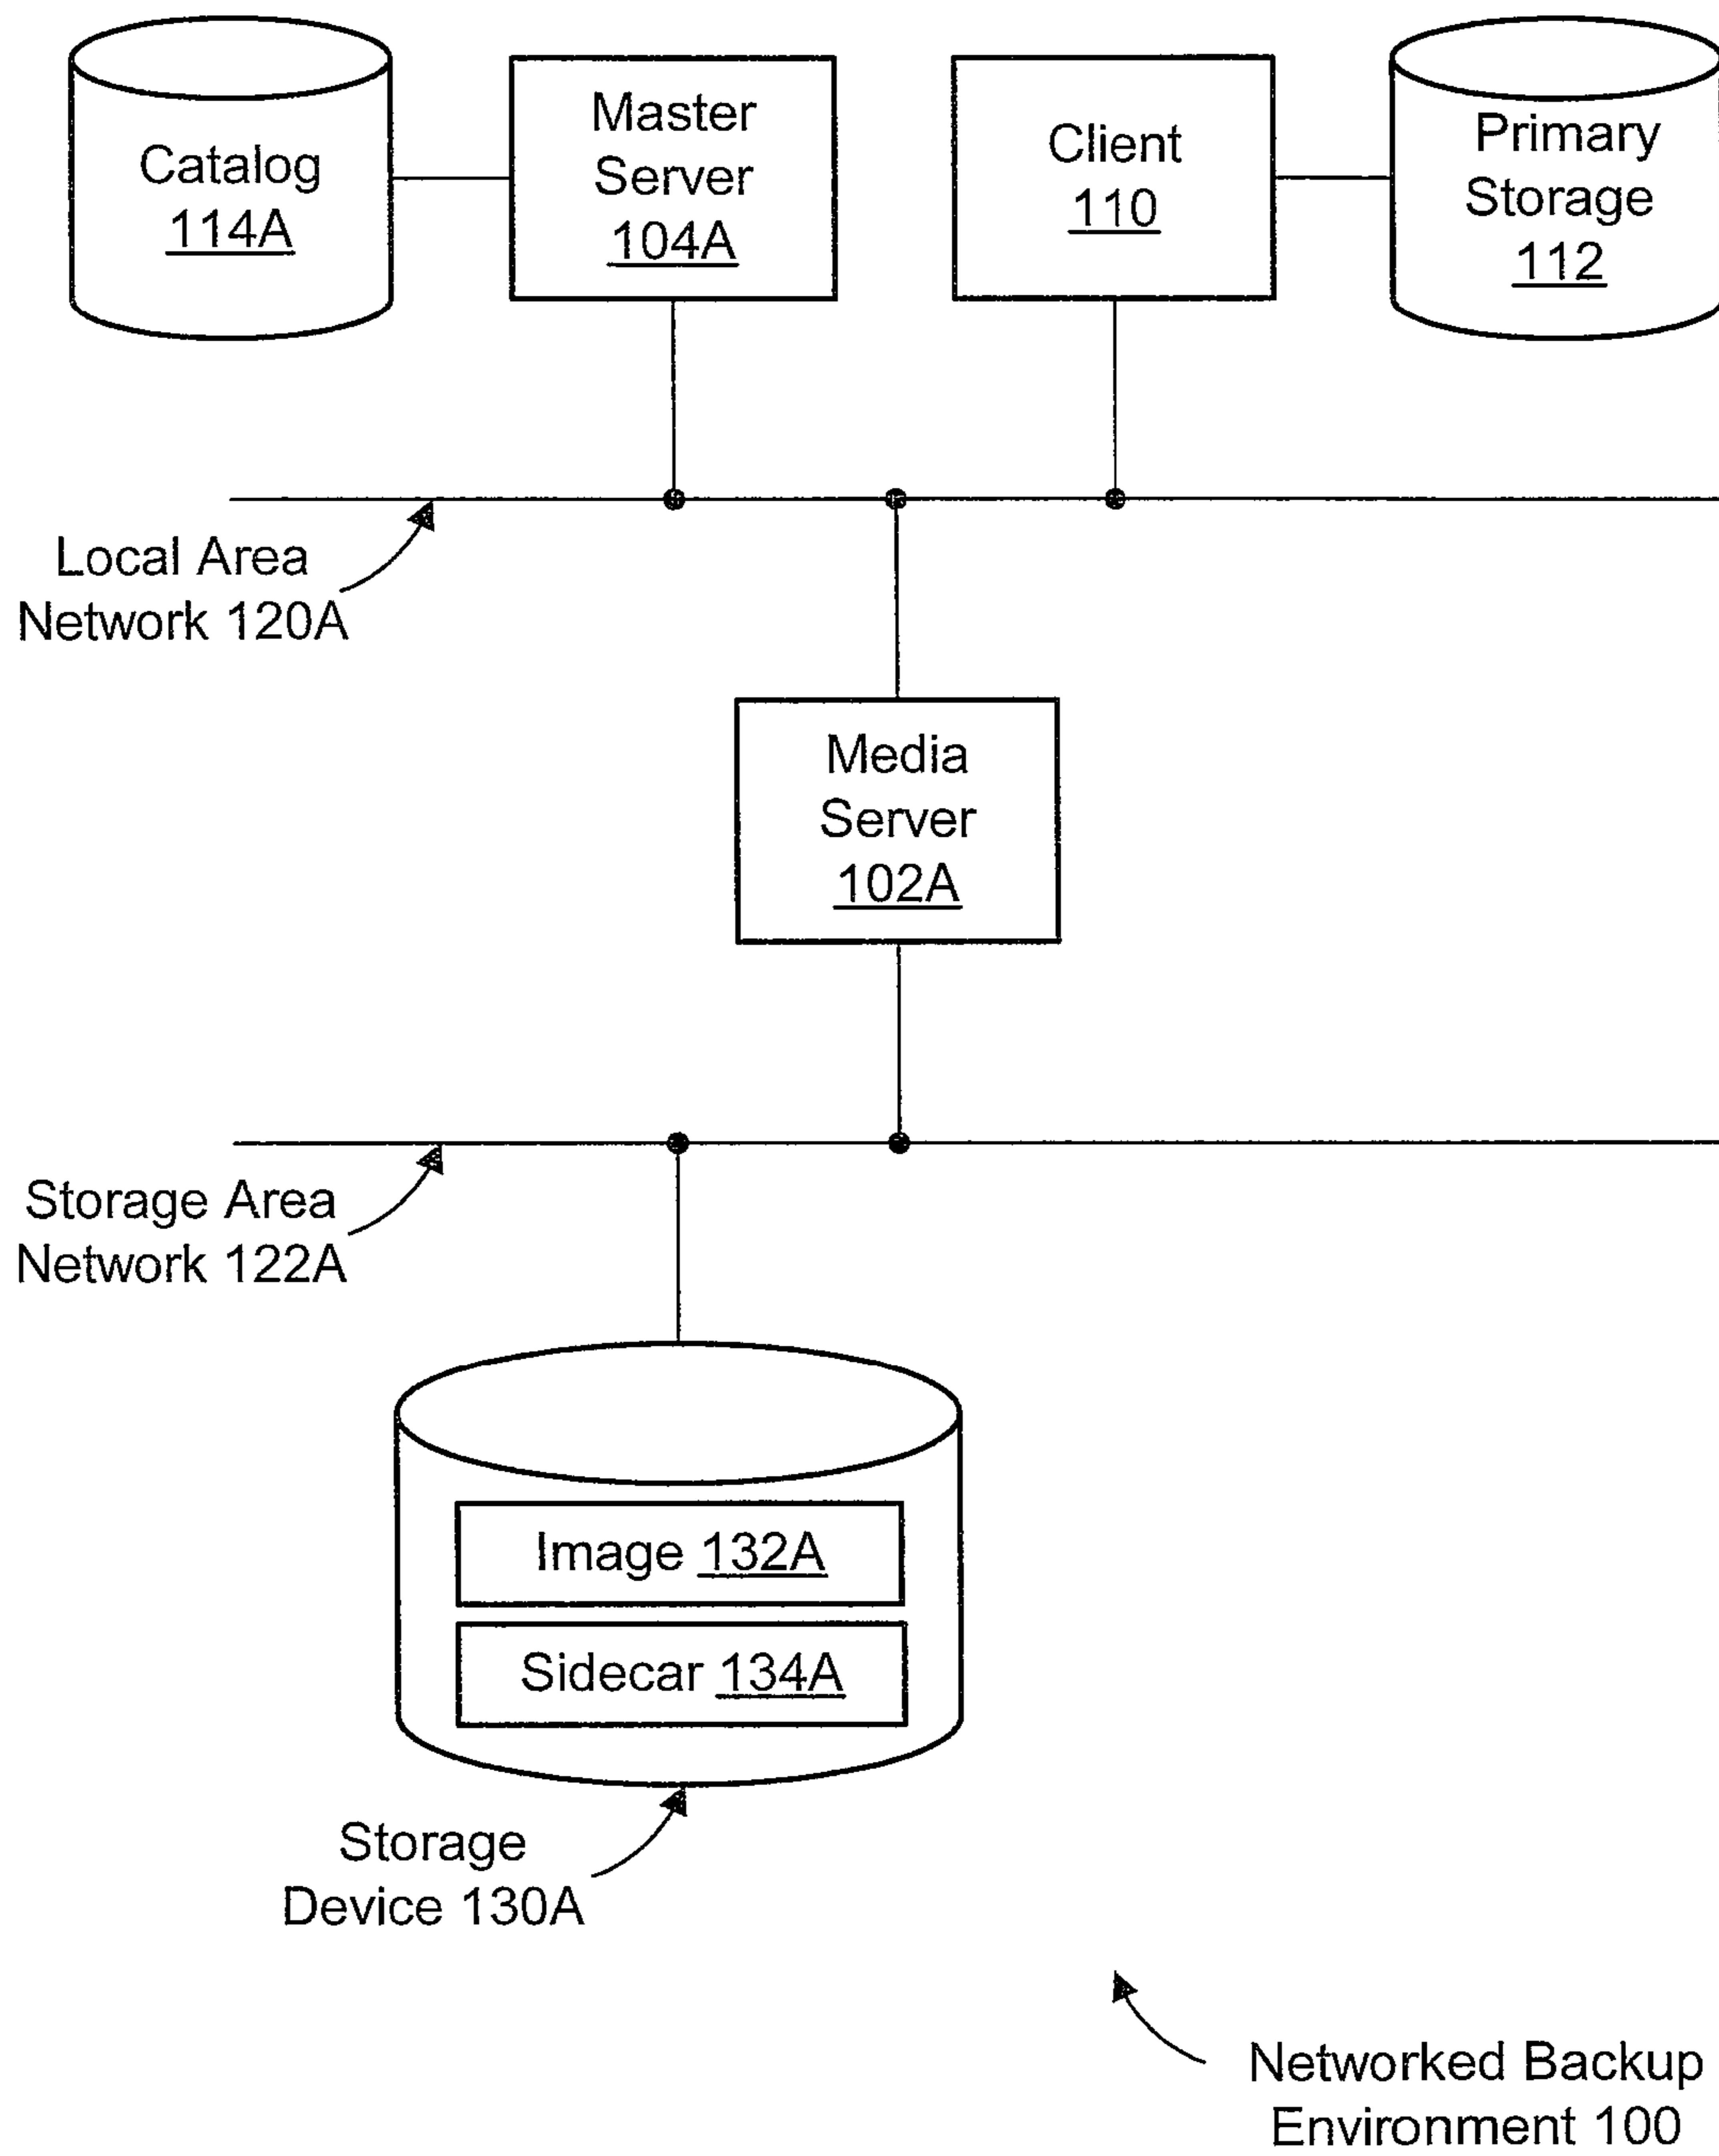 Catalog
114A
Master
Server
104A
Client
110
Primary
Storage
112
Local Area
Network 120A
Media
Server
102A
Storage Area
Network 122A
Image 132A
Sidecar 134A
Storage
Device 130A
Networked Backup
Environment 100